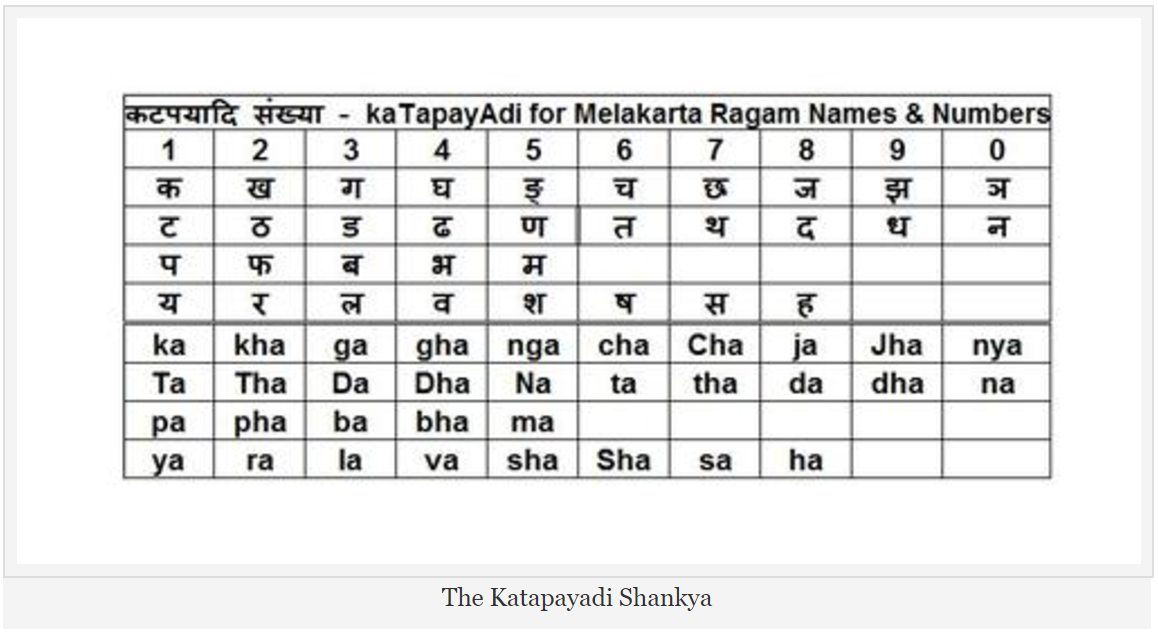 कटपयादि संख्या - kaTapayAdi for Melakarta Ragam Names & Numbers
1 2 3 4 5 6 7 8 9 0
क ख ग घ ङ् च छ ज झ ञ
ट ठ ड ढ ण त थ द ध न
प फ ब भ म
य र ल व श ष स ह
ka kha ga gha nga cha Cha ja Jha nya
Ta Tha Da Dha Na ta tha da dha na
pa pha ba bha ma
ya ra la va sha Sha sa ha
The Katapayadi Shankya